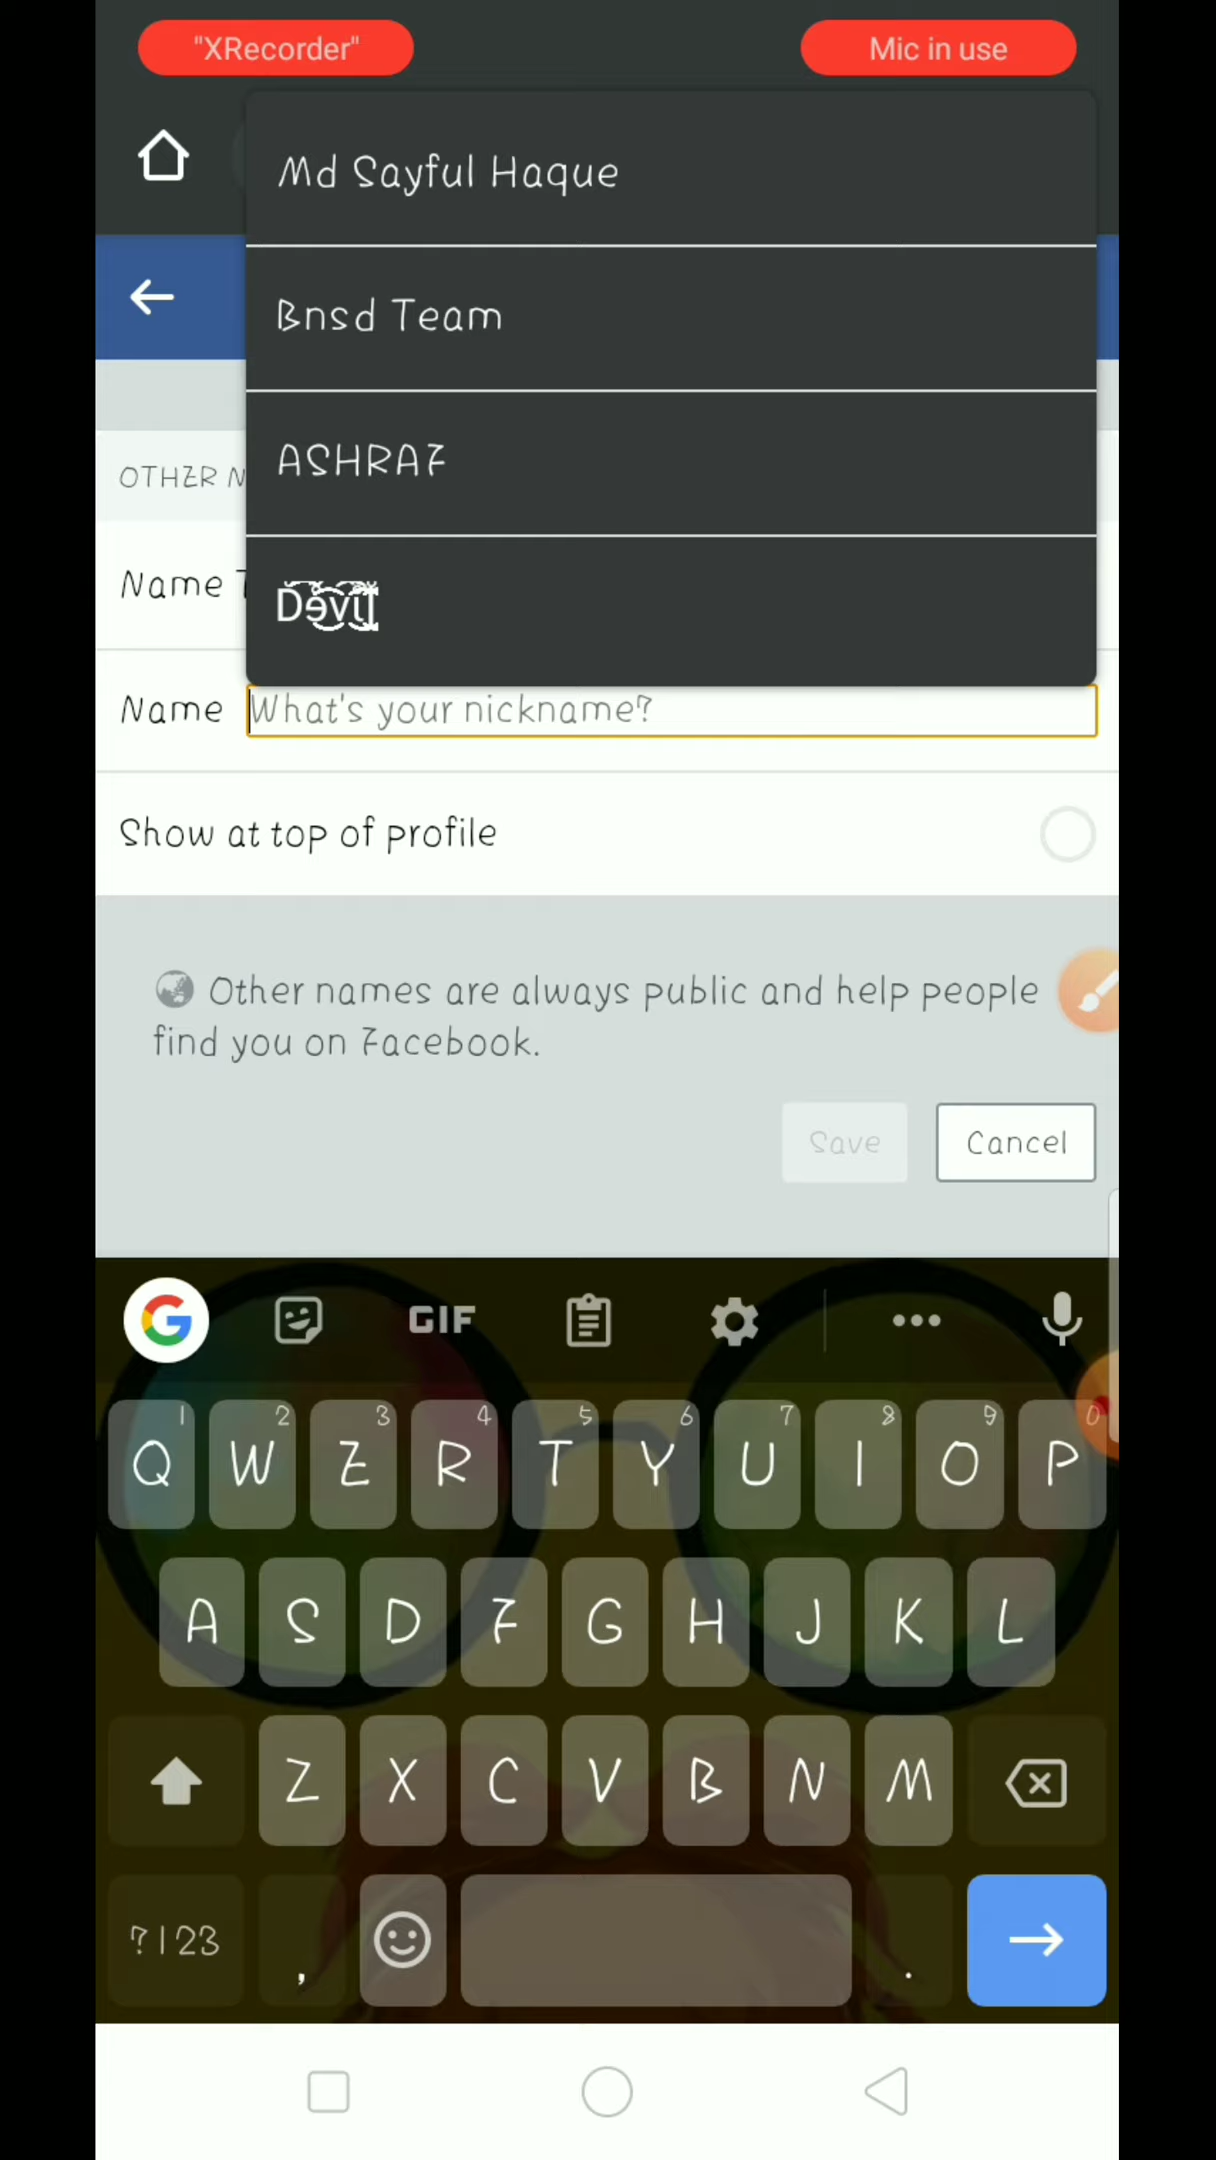 "XRecorder" Mic in use
Md Sayful Haque
Bnsd Team
ASHRAF
OTHER N
Name T
Name What's your nickname?
Show at top of profile
Other names are always public and help people
find you on Facebook.
Save Cancel
GIF
1 2 3 4 5 6 7 8 9 0
Q W E R T Y U I O P
A S D F G H J K L
Z X C V B N M
?123 , .